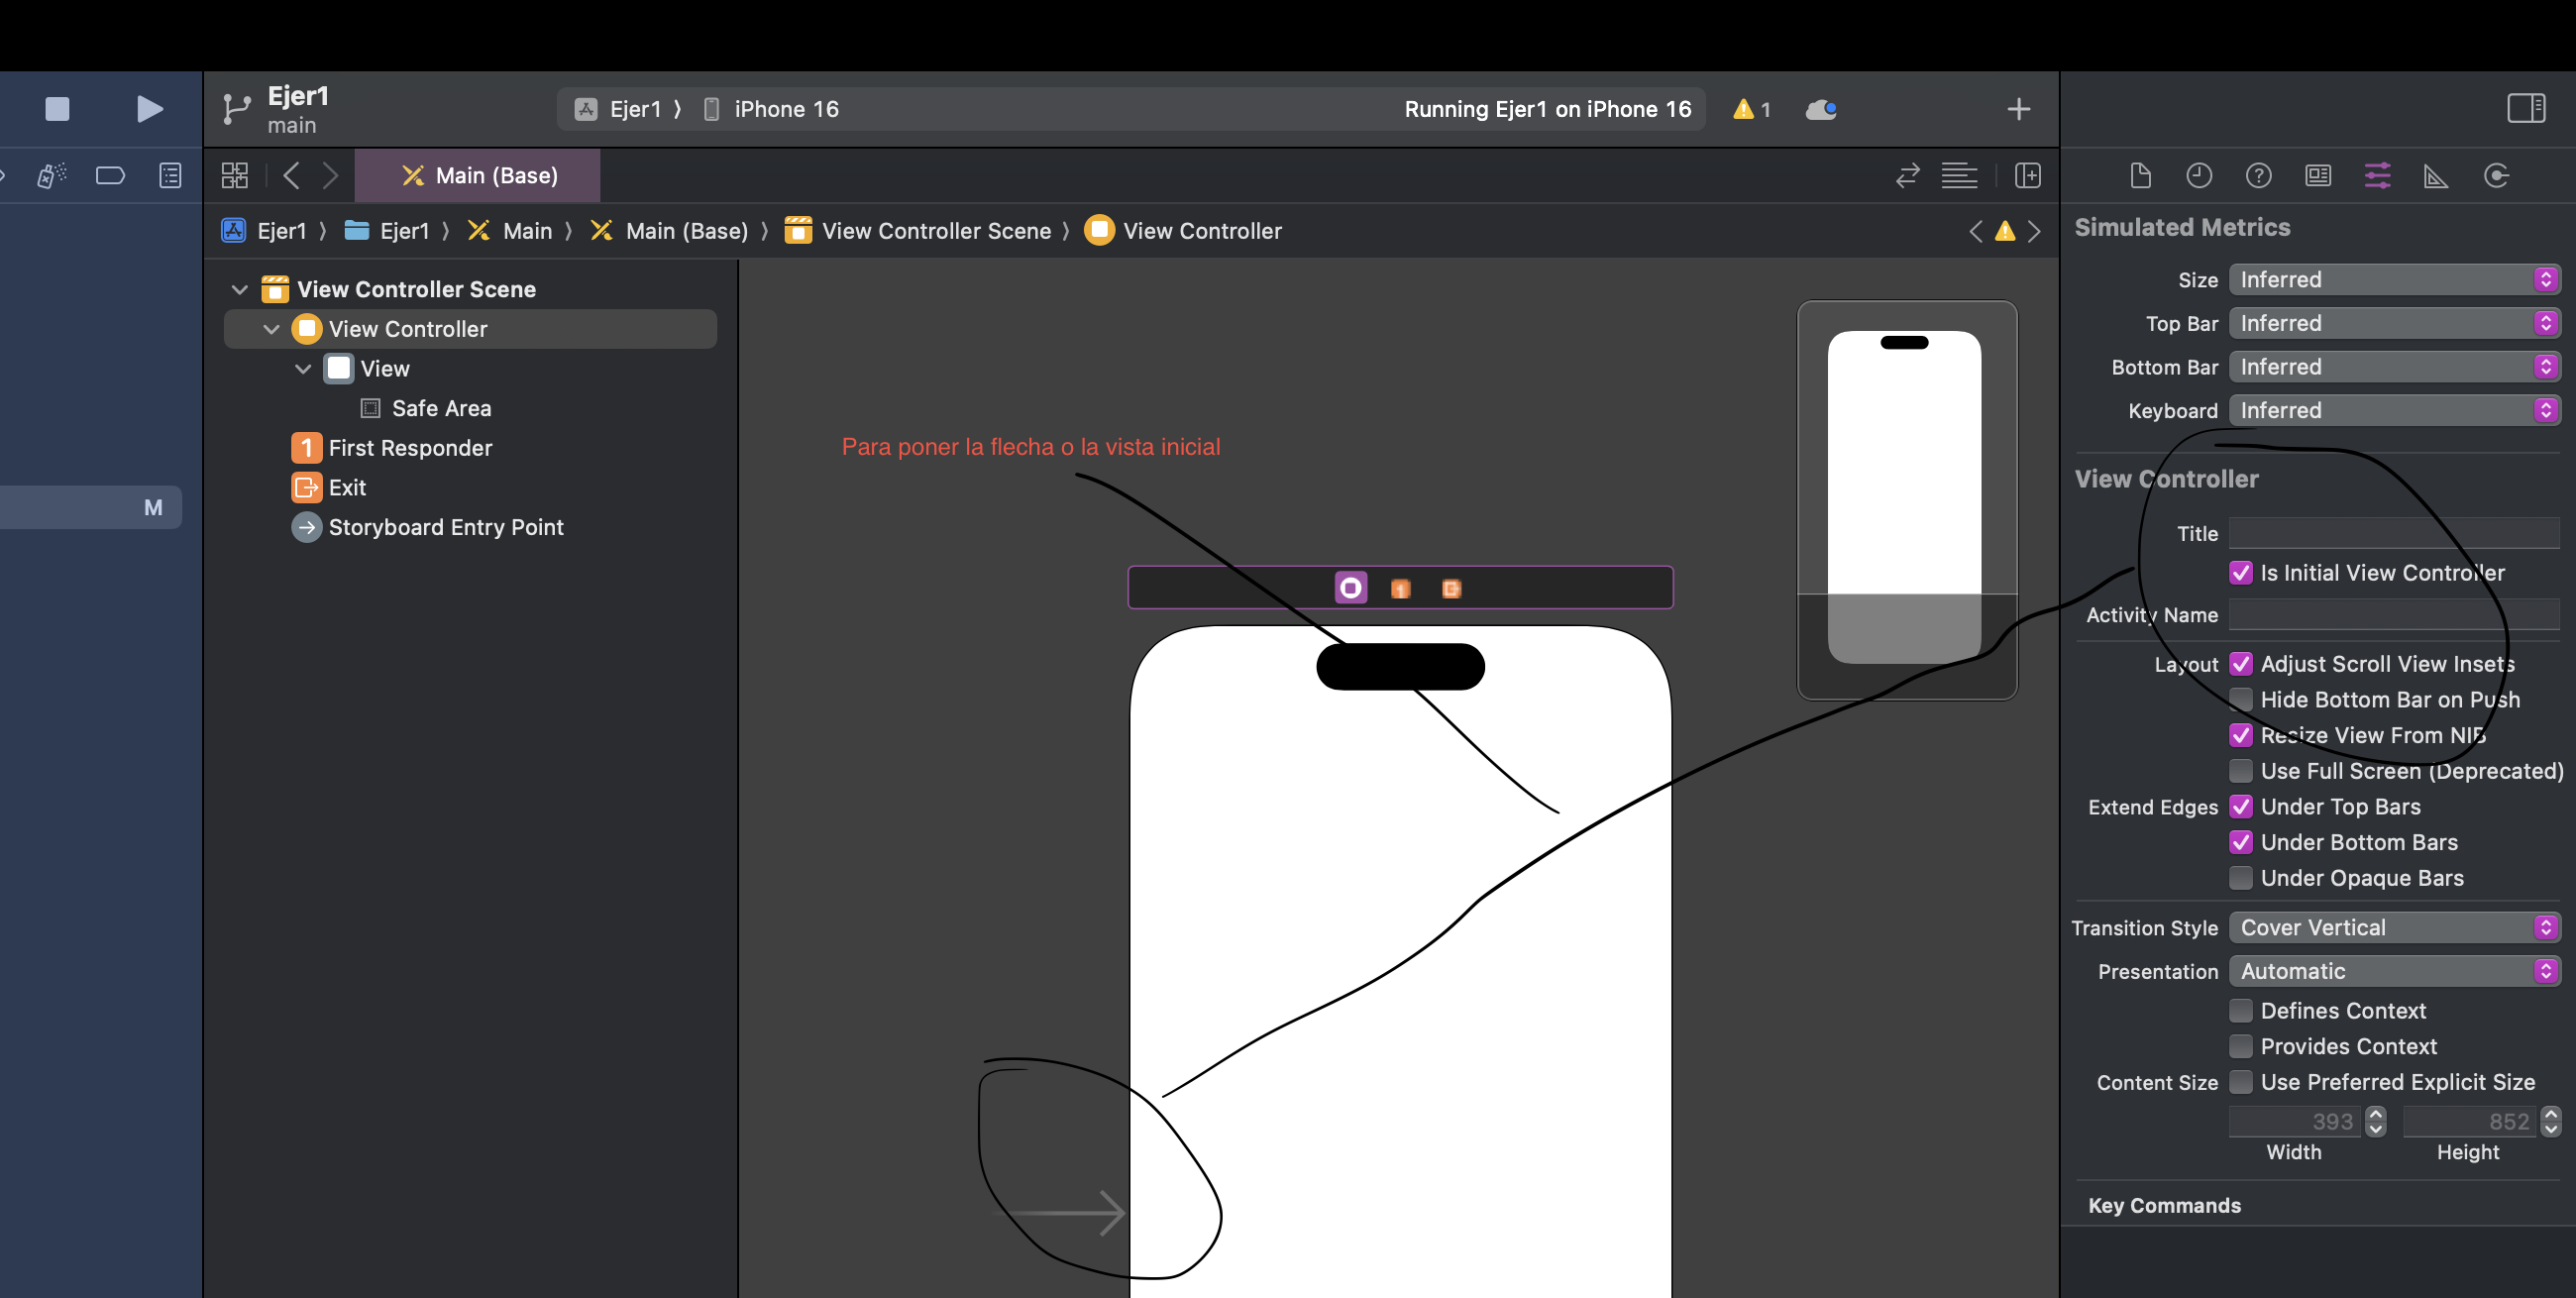 Ejer1
main
Ejer1 ⟩ iPhone 16
Running Ejer1 on iPhone 16
1
Main (Base)
Ejer1 ⟩ Ejer1 ⟩ Main ⟩ Main (Base) ⟩ View Controller Scene ⟩ View Controller
View Controller Scene
View Controller
View
Safe Area
1 First Responder
Exit
Storyboard Entry Point
M
Para poner la flecha o la vista inicial
Simulated Metrics
Size Inferred
Top Bar Inferred
Bottom Bar Inferred
Keyboard Inferred
View Controller
Title
Is Initial View Controller
Activity Name
Layout Adjust Scroll View Insets
Hide Bottom Bar on Push
Resize View From NIB
Use Full Screen (Deprecated)
Extend Edges Under Top Bars
Under Bottom Bars
Under Opaque Bars
Transition Style Cover Vertical
Presentation Automatic
Defines Context
Provides Context
Content Size Use Preferred Explicit Size
393 852
Width Height
Key Commands